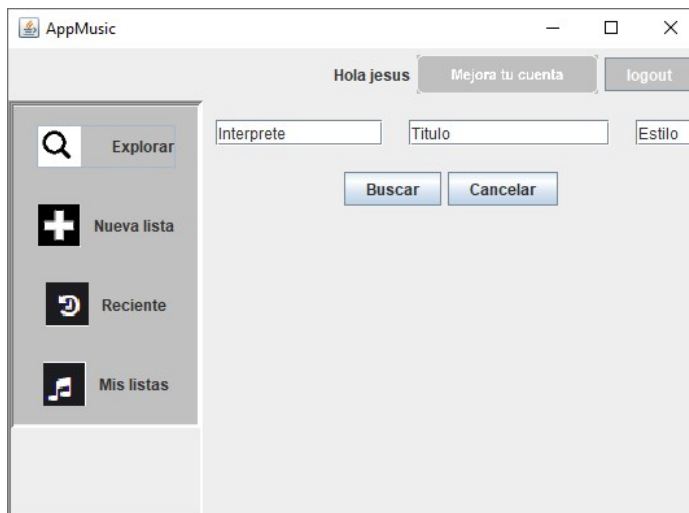 AppMusic
Hola jesus Mejora tu cuenta logout
Explorar
Interprete Titulo Estilo
Buscar Cancelar
Nueva lista
Reciente
Mis listas